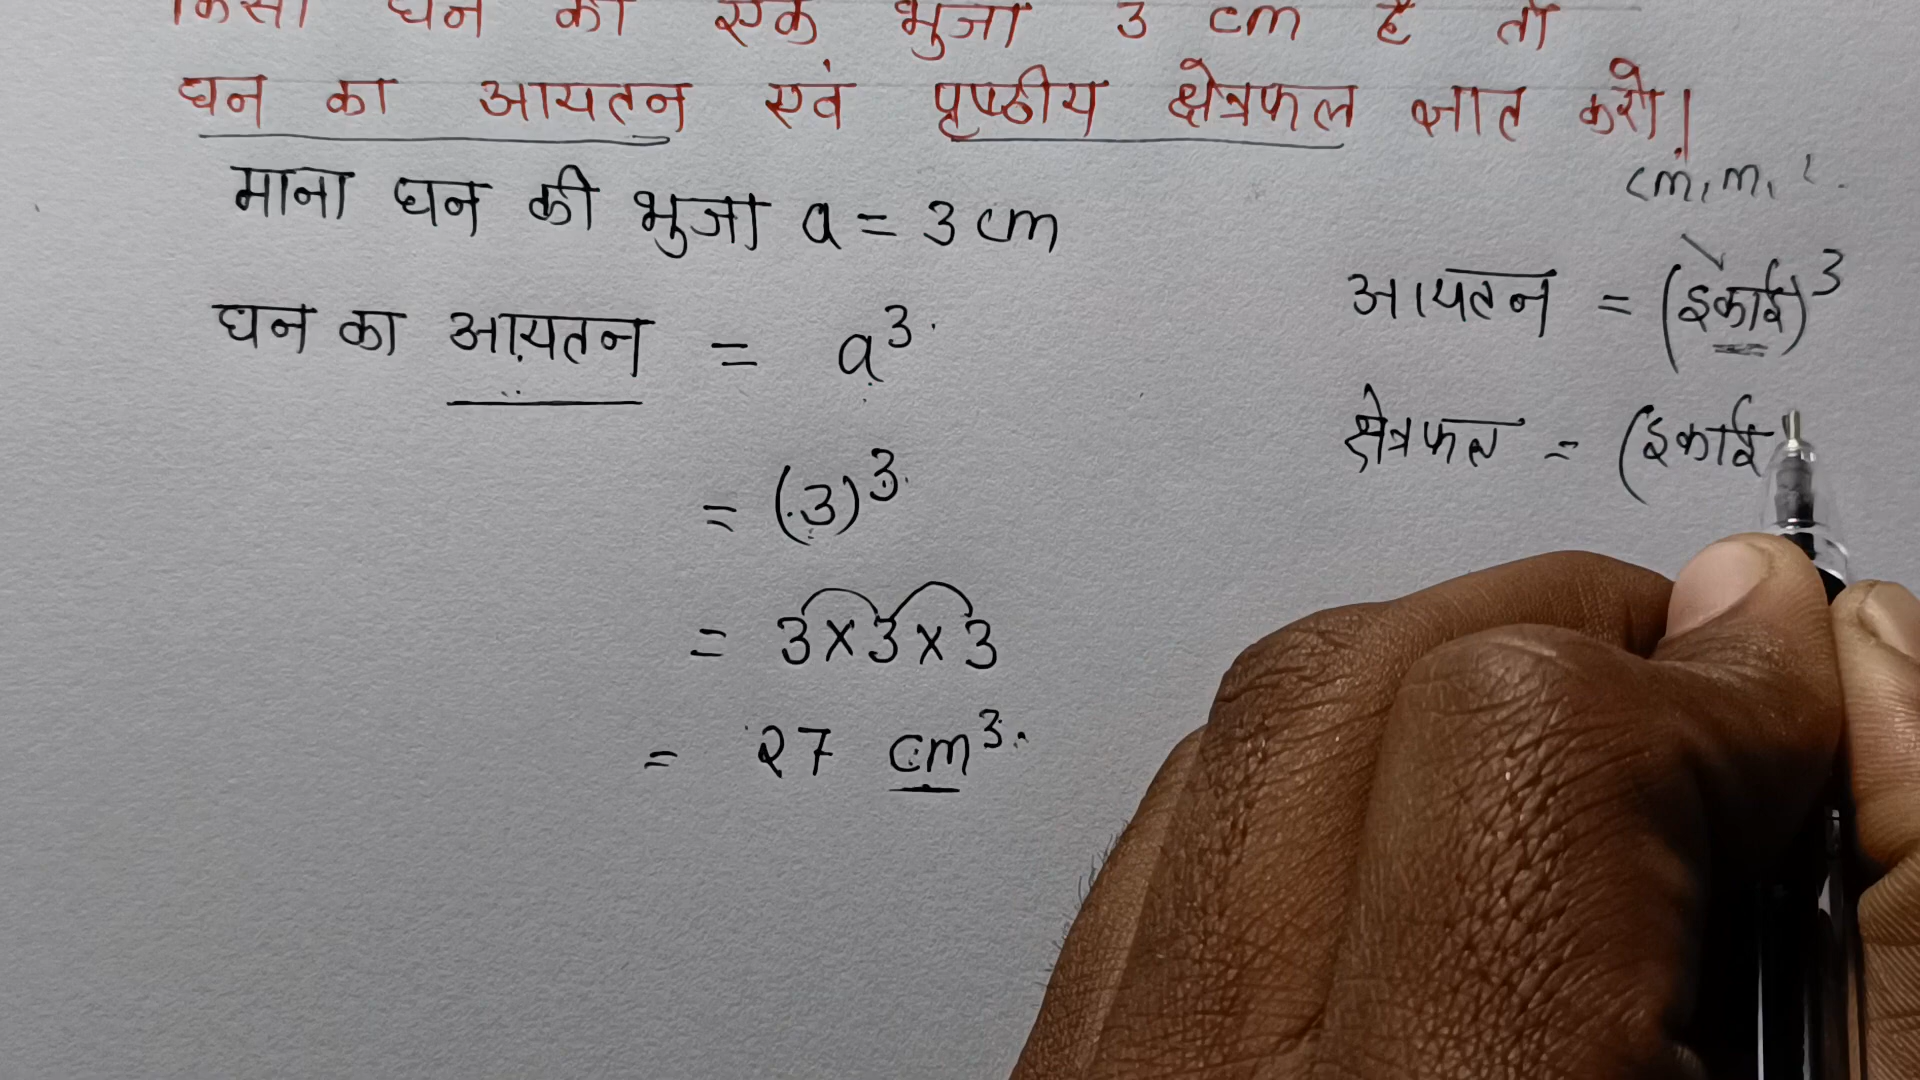 किसी घन की एक भुजा 3 cm है तो
घन का आयतन एवं पृष्ठीय क्षेत्रफल ज्ञात करो।
माना घन की भुजा a = 3 cm
घन का आयतन = a³
= (3)³
= 3×3×3
= 27 cm³
cm, m,
आयतन = (इकाई)³
क्षेत्रफल = (इकाई